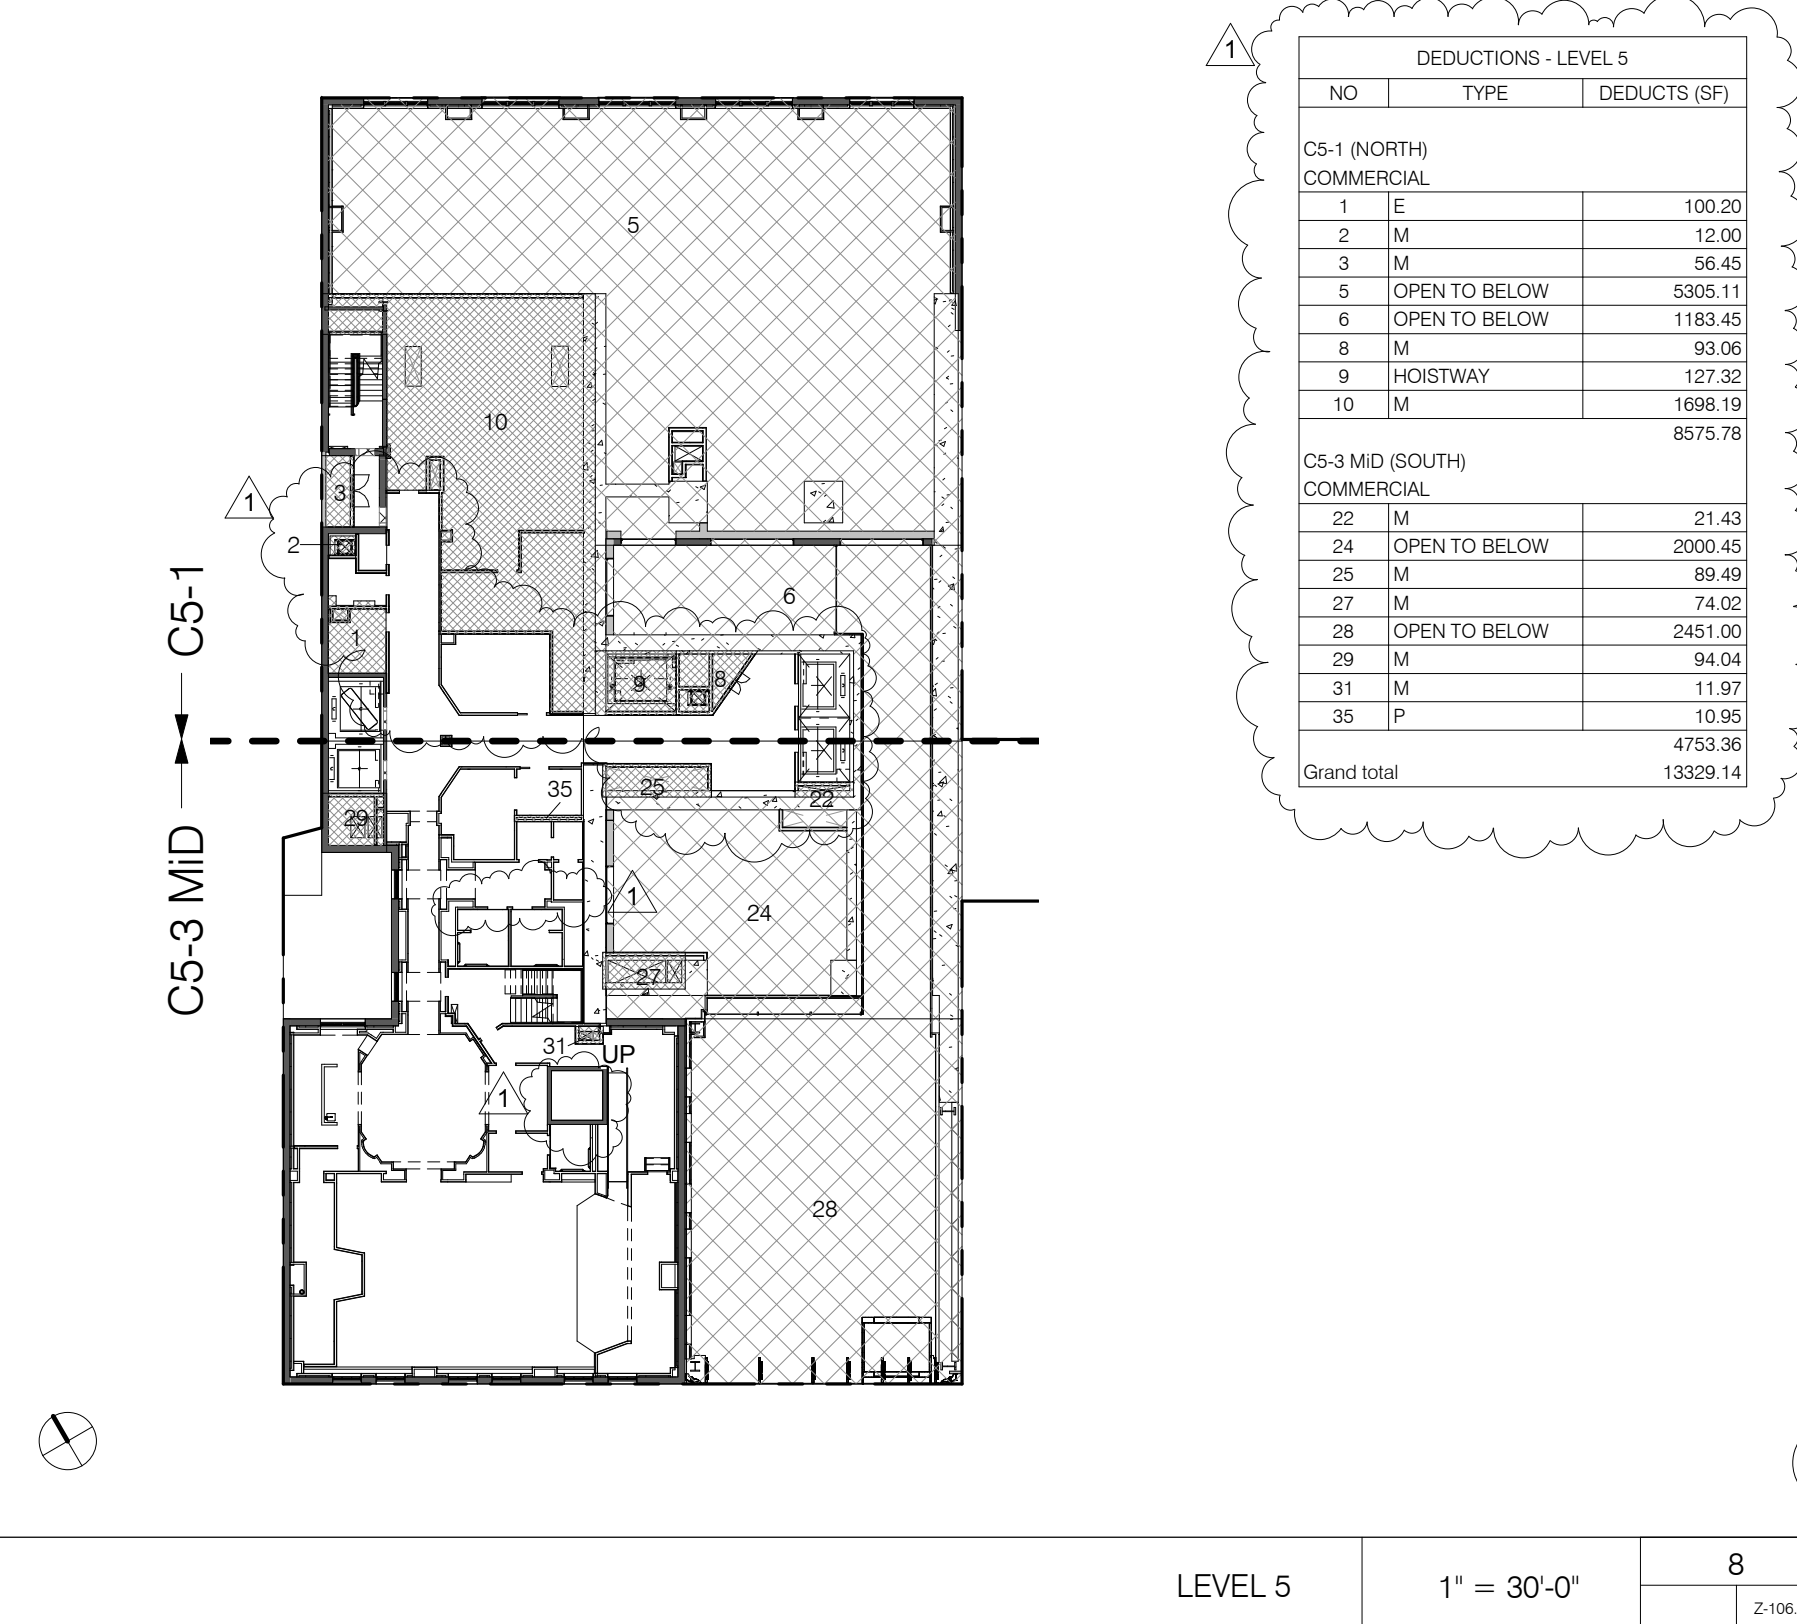 1
DEDUCTIONS - LEVEL 5
NO TYPE DEDUCTS (SF)
C5-1 (NORTH)
COMMERCIAL
1 E 100.20
2 M 12.00
3 M 56.45
5 OPEN TO BELOW 5305.11
6 OPEN TO BELOW 1183.45
8 M 93.06
9 HOISTWAY 127.32
10 M 1698.19
8575.78
C5-3 MiD (SOUTH)
COMMERCIAL
22 M 21.43
24 OPEN TO BELOW 2000.45
25 M 89.49
27 M 74.02
28 OPEN TO BELOW 2451.00
29 M 94.04
31 M 11.97
35 P 10.95
4753.36
Grand total 13329.14
5
10
3
1
2
6
1
9
8
C5-1
C5-3 MiD
25
35
22
29
1
24
27
31
UP
1
28
H
LEVEL 5
1" = 30'-0"
8
Z-106.